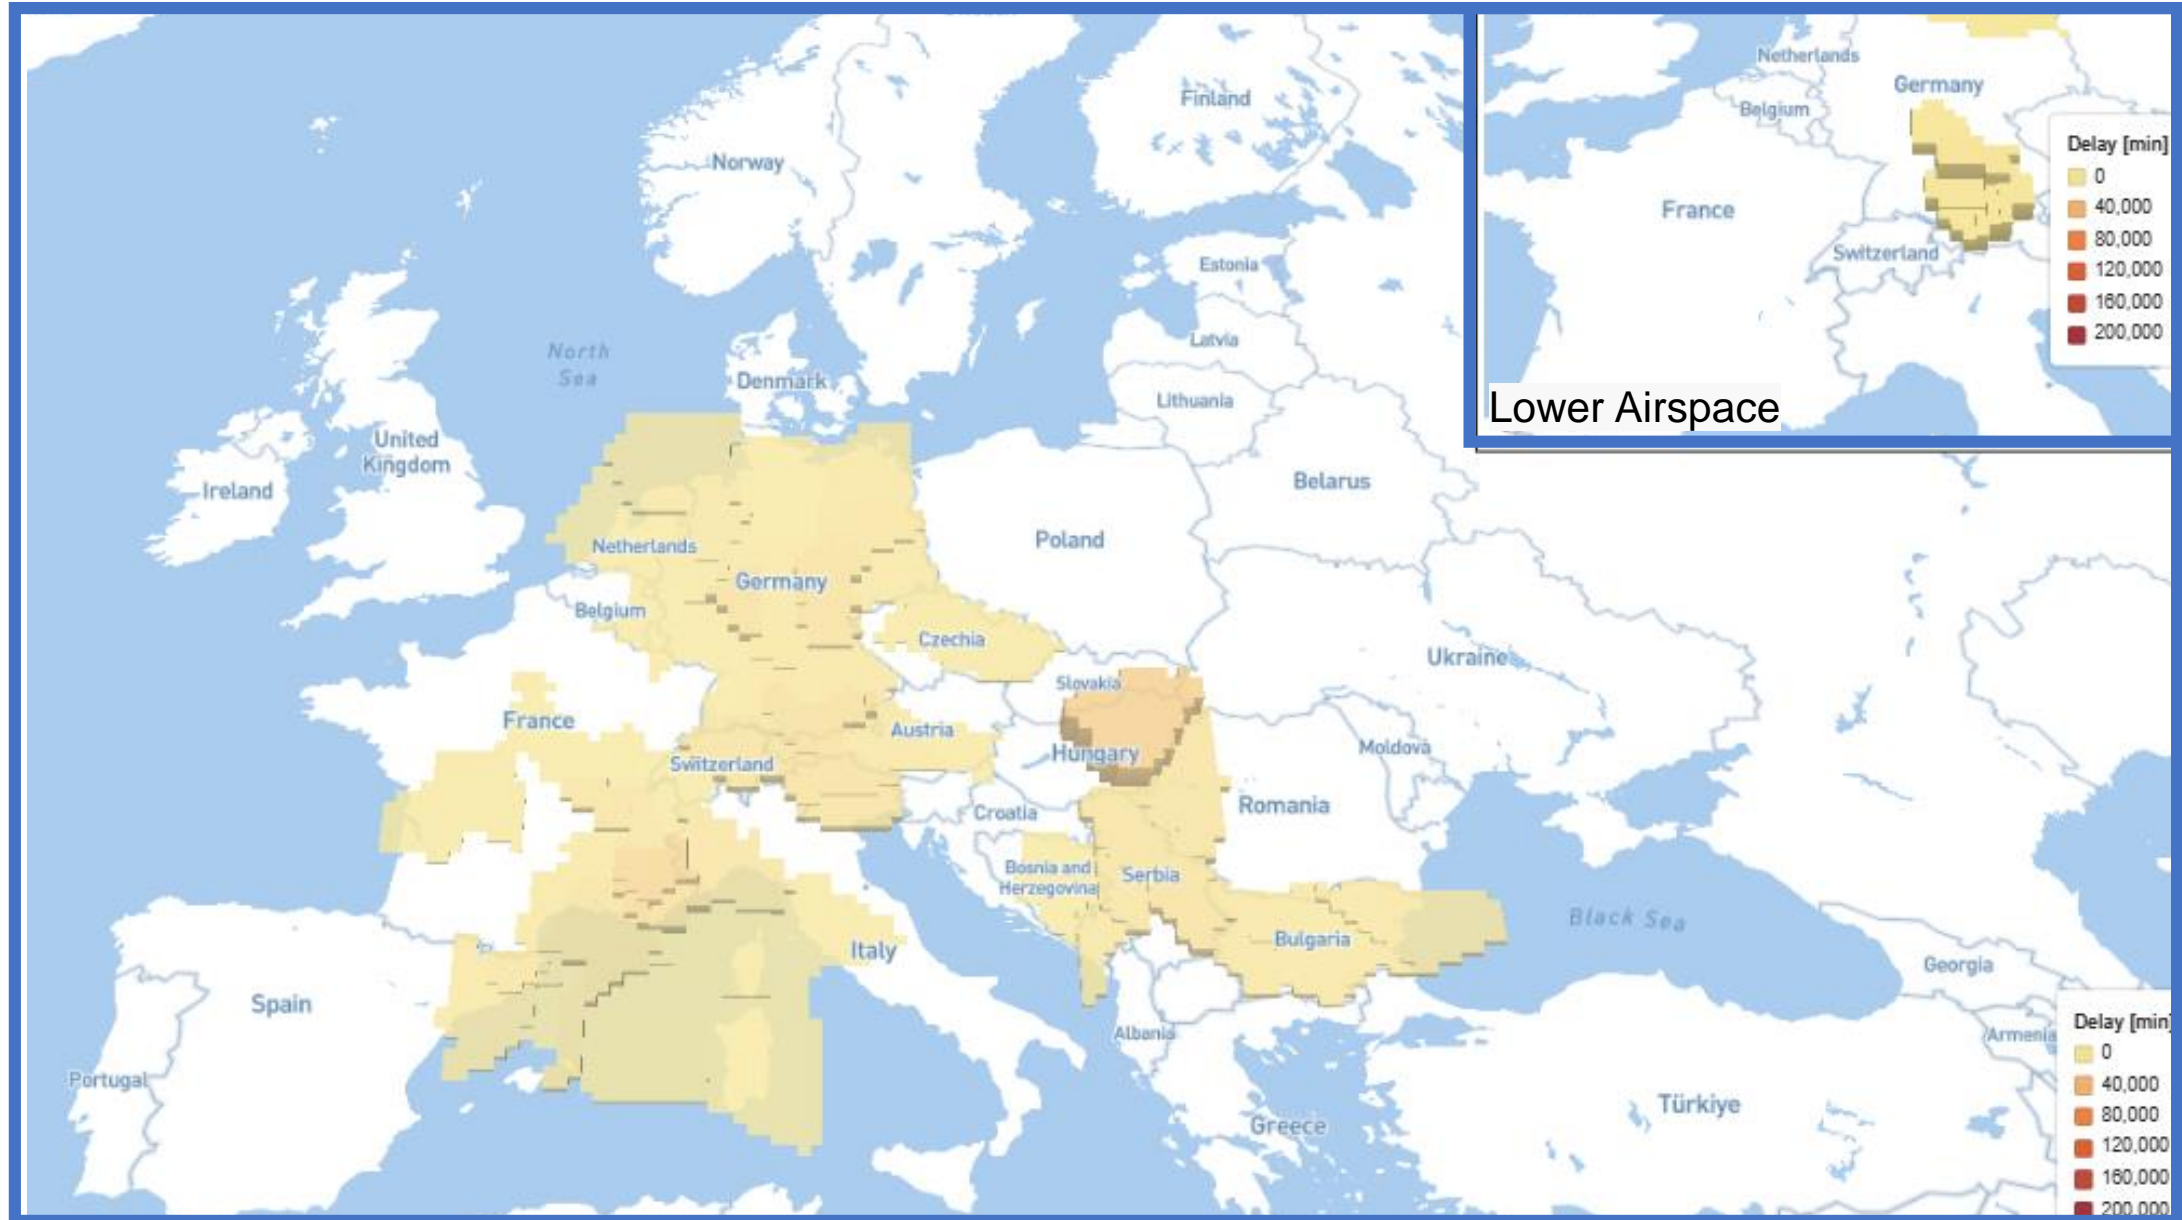 Finland
Norway
Estonia
Latvia
Lithuania
North
Sea
Denmark
United
Kingdom
Ireland
Belarus
Poland
Netherlands
Germany
Belgium
Czechia
Ukraine
Slovakia
France
Austria
Moldova
Hungary
Switzerland
Romania
Croatia
Bosnia and
Herzegovina
Serbia
Black Sea
Bulgaria
Italy
Georgia
Spain
Albania
Armenia
Portugal
Türkiye
Greece
Delay [min]
0
40,000
80,000
120,000
160,000
200,000
Netherlands
Germany
Belgium
France
Switzerland
Delay [min]
0
40,000
80,000
120,000
160,000
200,000
Lower Airspace